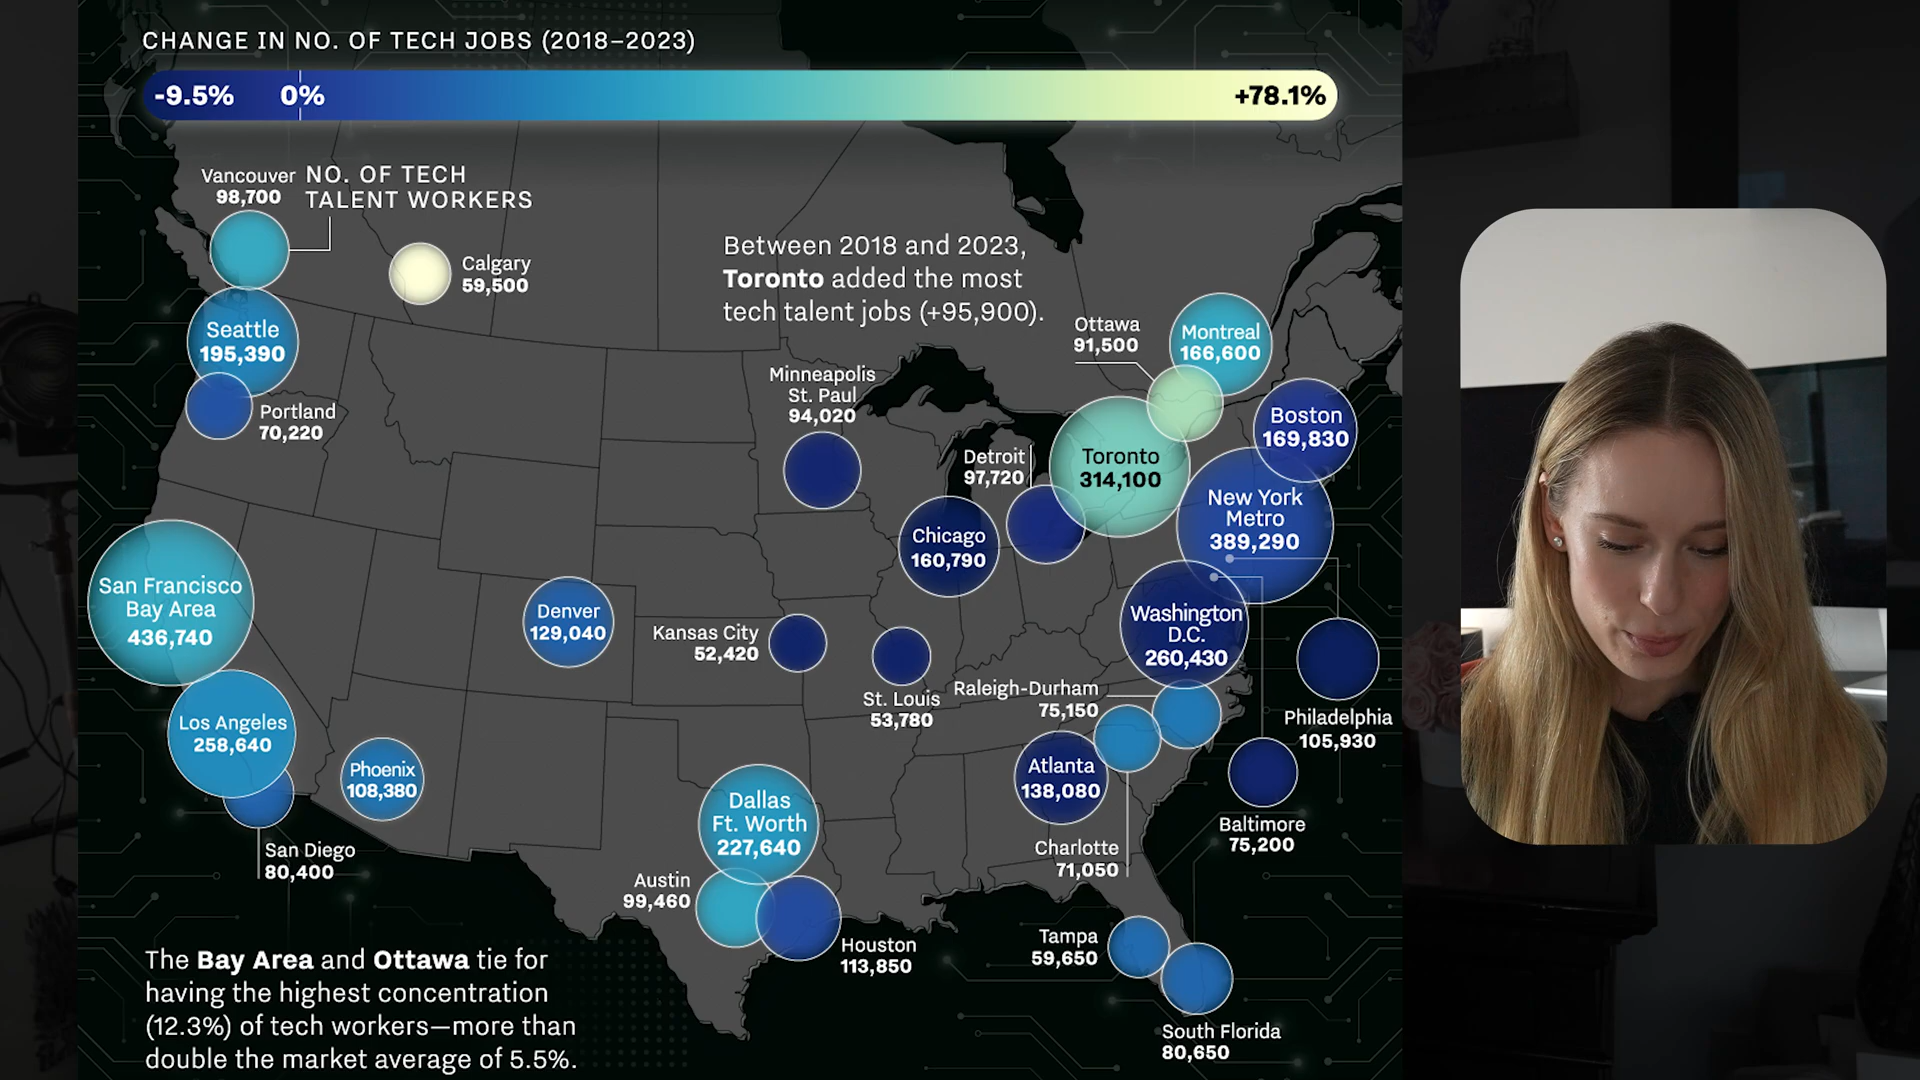 CHANGE IN NO. OF TECH JOBS (2018–2023)
-9.5%
0%
+78.1%
Vancouver
98,700
NO. OF TECH
TALENT WORKERS
Calgary
59,500
Between 2018 and 2023,
Toronto added the most
tech talent jobs (+95,900).
Seattle
195,390
Portland
70,220
Minneapolis
St. Paul
94,020
Ottawa
91,500
Montreal
166,600
Boston
169,830
Detroit
97,720
Toronto
314,100
New York
Metro
389,290
Chicago
160,790
San Francisco
Bay Area
436,740
Denver
129,040
Kansas City
52,420
St. Louis
53,780
Washington
D.C.
260,430
Raleigh-Durham
75,150
Philadelphia
105,930
Los Angeles
258,640
Phoenix
108,380
San Diego
80,400
Dallas
Ft. Worth
227,640
Atlanta
138,080
Baltimore
75,200
Charlotte
71,050
Austin
99,460
Houston
113,850
Tampa
59,650
South Florida
80,650
The Bay Area and Ottawa tie for
having the highest concentration
(12.3%) of tech workers—more than
double the market average of 5.5%.